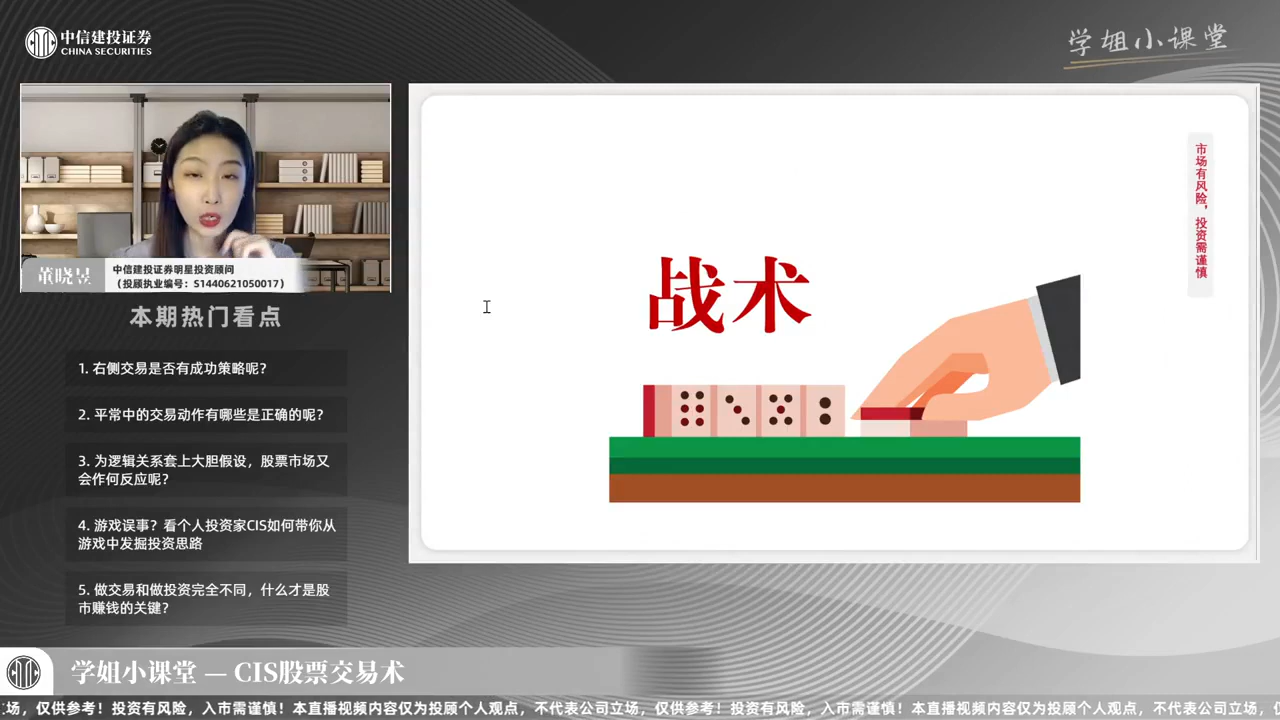 中信建投证券
CHINA SECURITIES
学姐小课堂
董晓昱
中信建投证券明星投资顾问
（投顾执业编号：S1440621050017）
本期热门看点
1. 右侧交易是否有成功策略呢？
2. 平常中的交易动作有哪些是正确的呢？
3. 为逻辑关系套上大胆假设，股票市场又
会作何反应呢？
4. 游戏误事？看个人投资家CIS如何带你从
游戏中发掘投资思路
5. 做交易和做投资完全不同，什么才是股
市赚钱的关键？
战术
市场有风险，投资需谨慎
学姐小课堂 — CIS股票交易术
场，仅供参考！投资有风险，入市需谨慎！本直播视频内容仅为投顾个人观点，不代表公司立场，仅供参考！投资有风险，入市需谨慎！本直播视频内容仅为投顾个人观点，不代表公司立场，